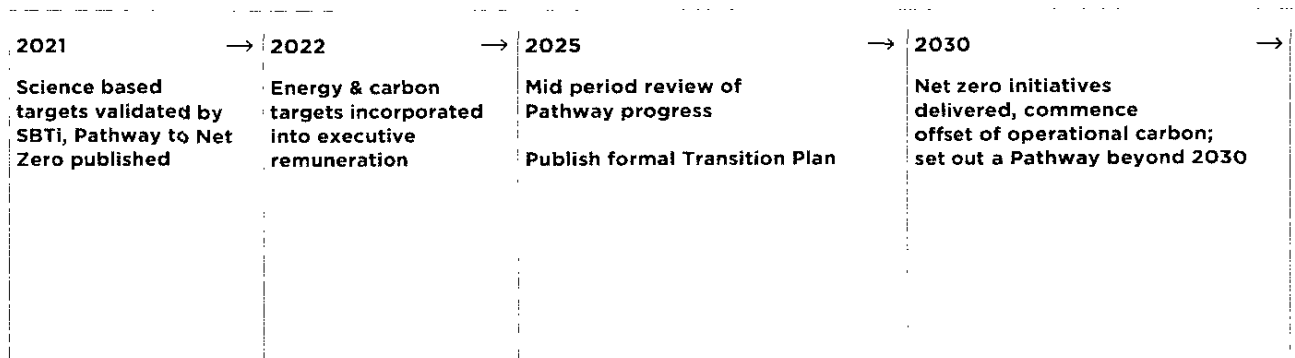 2021 →
Science based
targets validated by
SBTi, Pathway to Net
Zero published
2022 →
Energy & carbon
targets incorporated
into executive
remuneration
2025 →
Mid period review of
Pathway progress
Publish formal Transition Plan
2030 →
Net zero initiatives
delivered, commence
offset of operational carbon;
set out a Pathway beyond 2030